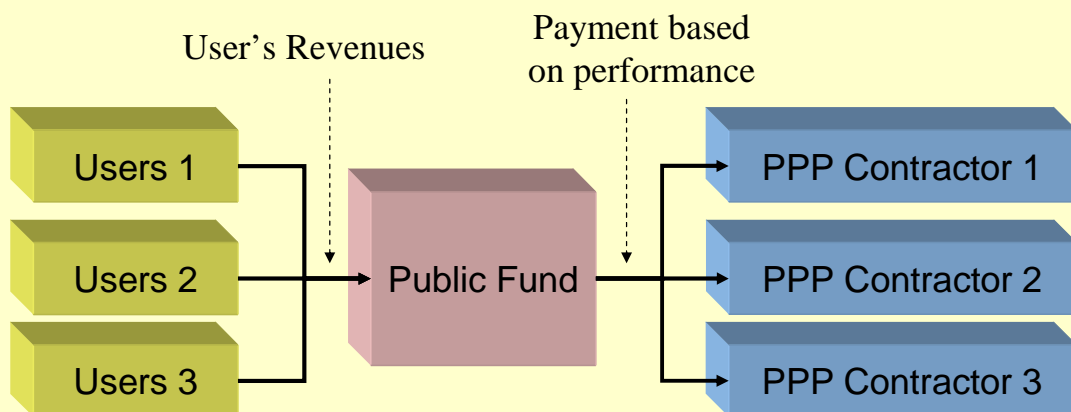 User’s Revenues
Payment based
on performance
Users 1
PPP Contractor 1
Users 2
Public Fund
PPP Contractor 2
Users 3
PPP Contractor 3